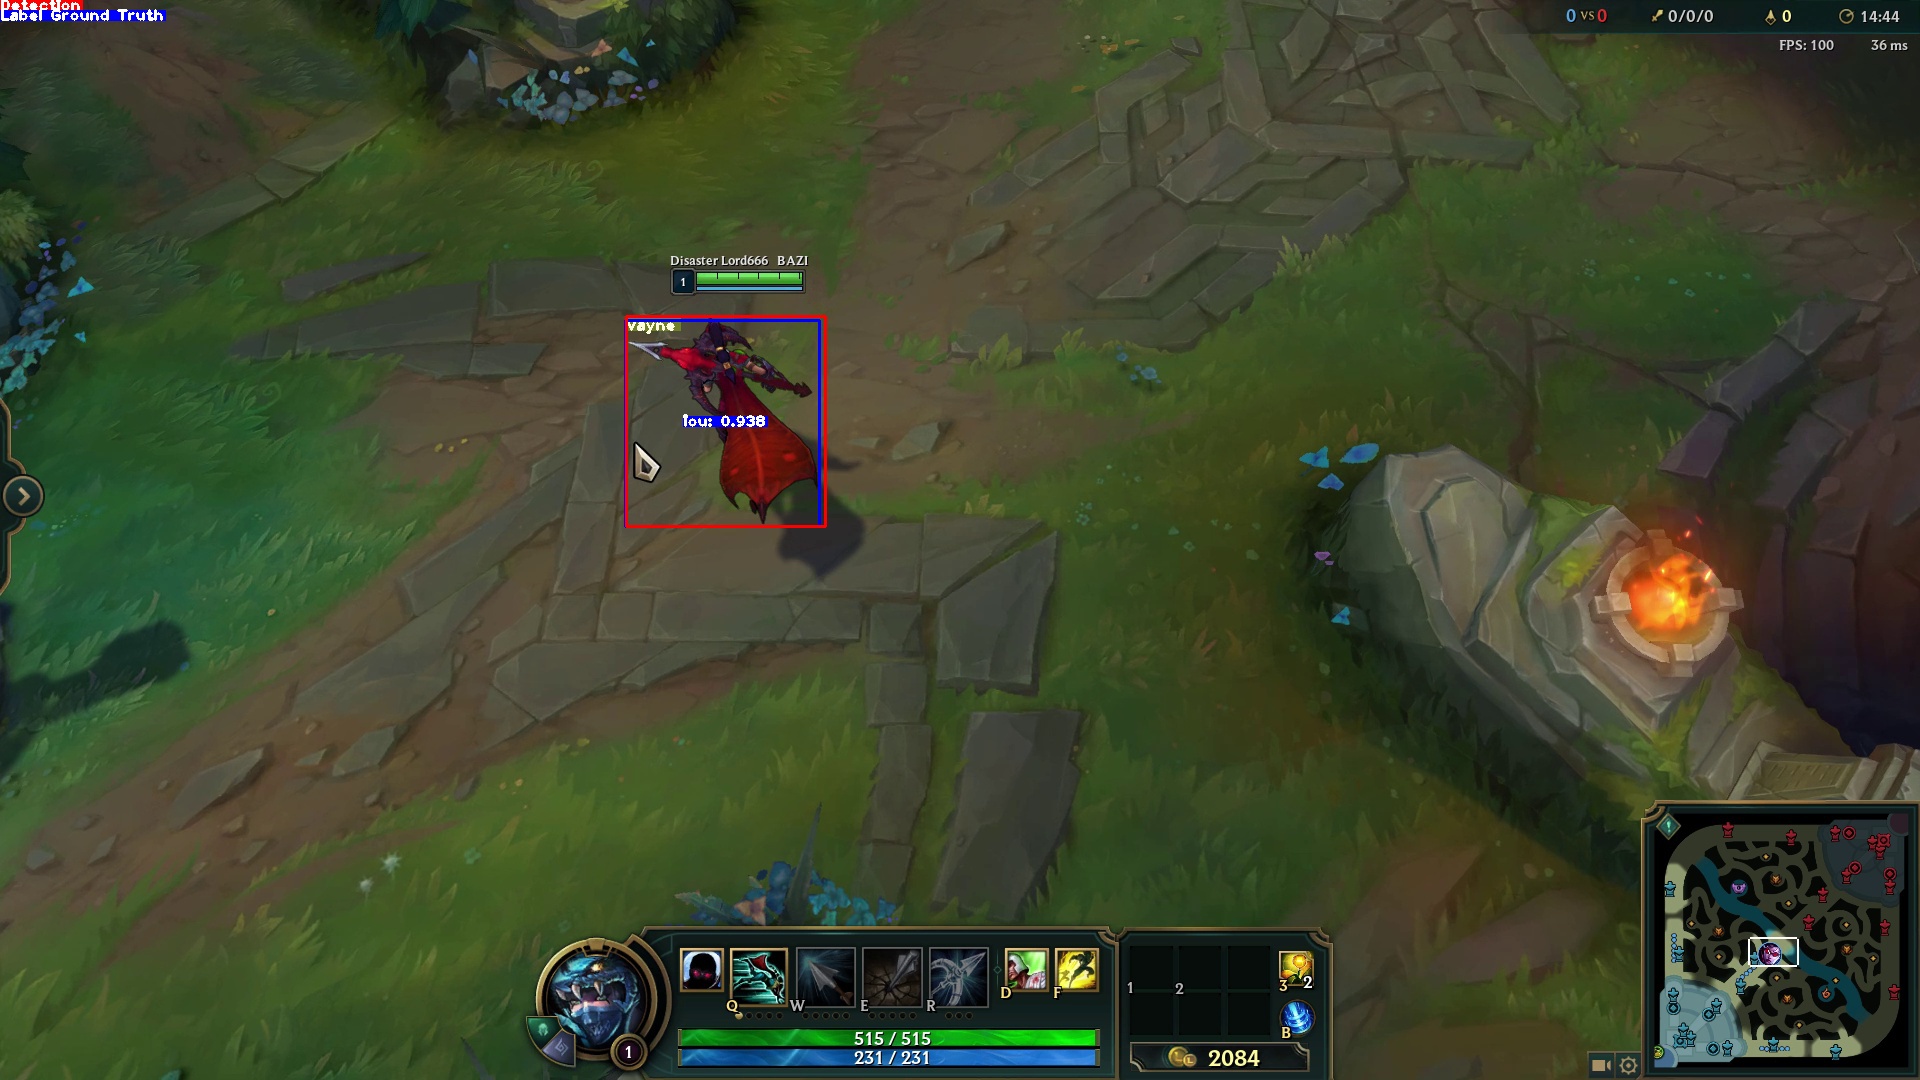 Detection
Label Ground Truth
0 vs 0 0/0/0 0 14:44
FPS: 100 36 ms
Disaster Lord666 BAZI
1
vayne
iou: 0.938
Q W E R D F
1 2 3 2
B
515 / 515
231 / 231
1
2084